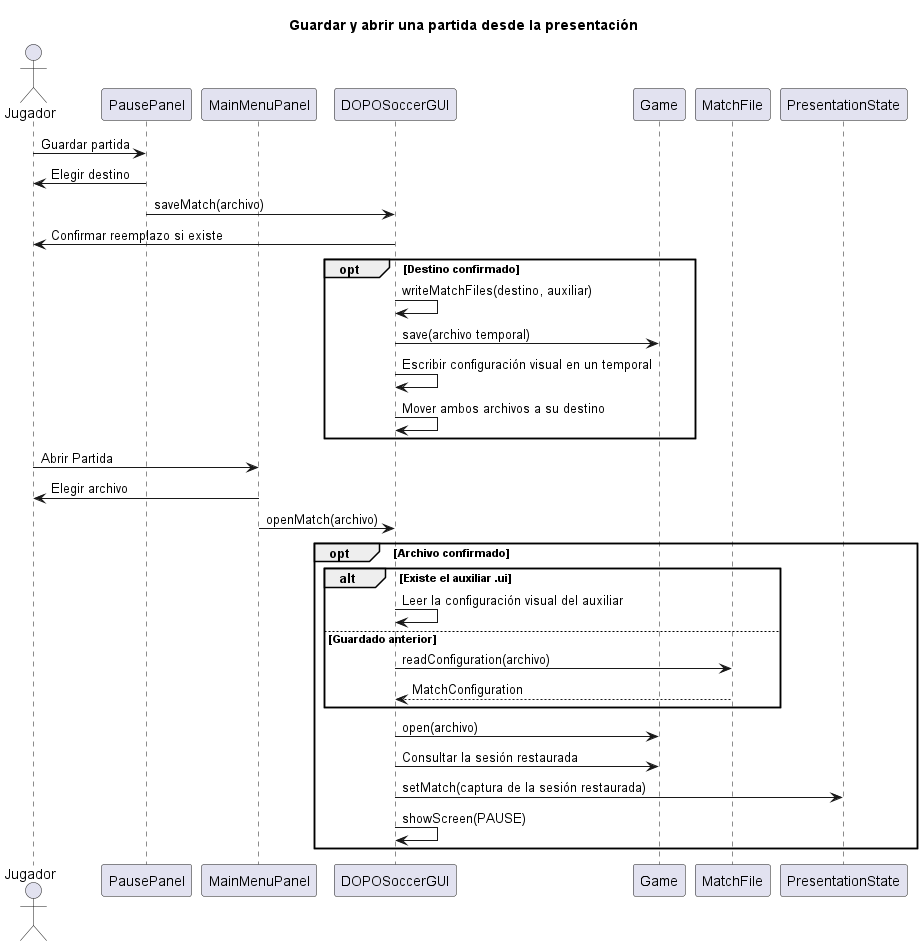 Guardar y abrir una partida desde la presentación
Jugador
PausePanel
MainMenuPanel
DOPOSoccerGUI
Game
MatchFile
PresentationState
Guardar partida
Elegir destino
saveMatch(archivo)
Confirmar reemplazo si existe
opt
[Destino confirmado]
writeMatchFiles(destino, auxiliar)
save(archivo temporal)
Escribir configuración visual en un temporal
Mover ambos archivos a su destino
Abrir Partida
Elegir archivo
openMatch(archivo)
opt
[Archivo confirmado]
alt
[Existe el auxiliar .ui]
Leer la configuración visual del auxiliar
[Guardado anterior]
readConfiguration(archivo)
MatchConfiguration
open(archivo)
Consultar la sesión restaurada
setMatch(captura de la sesión restaurada)
showScreen(PAUSE)
Jugador
PausePanel
MainMenuPanel
DOPOSoccerGUI
Game
MatchFile
PresentationState